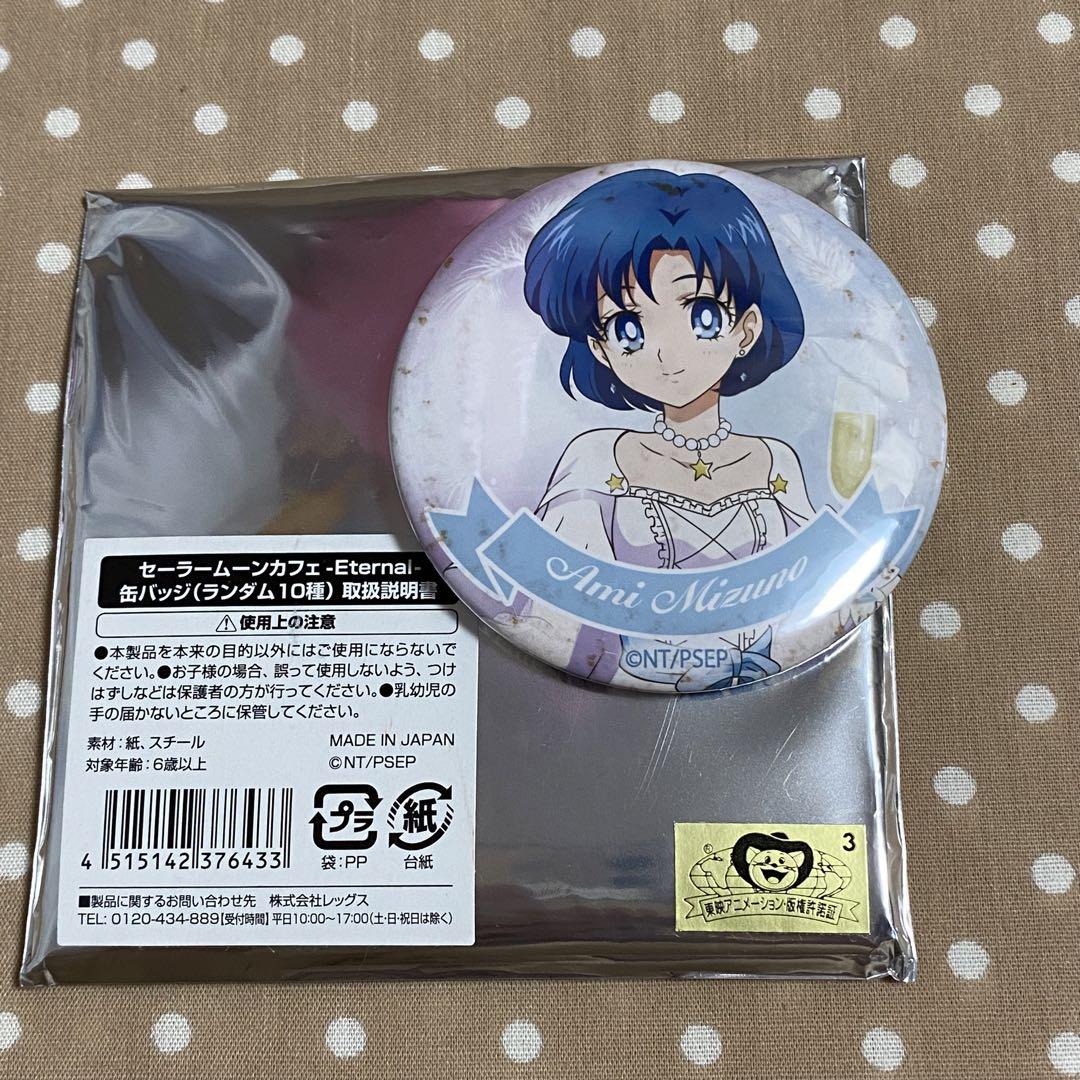 Ami Mizuno
©NT/PSEP
セーラームーンカフェ -Eternal-
缶バッジ(ランダム10種) 取扱説明書
⚠使用上の注意
●本製品を本来の目的以外にはご使用にならないで
ください。●お子様の場合、誤って使用しないよう、つけ
はずしなどは保護者の方が行ってください。●乳幼児の
手の届かないところに保管してください。
素材:紙、スチール
MADE IN JAPAN
対象年齢:6歳以上
©NT/PSEP
プラ
紙
4 515142 376433
袋:PP
台紙
■製品に関するお問い合わせ先 株式会社レッグス
TEL: 0120-434-889[受付時間] 平日10:00~17:00(土・日・祝日は除く)
3
®
東映アニメーション・版権許諾証